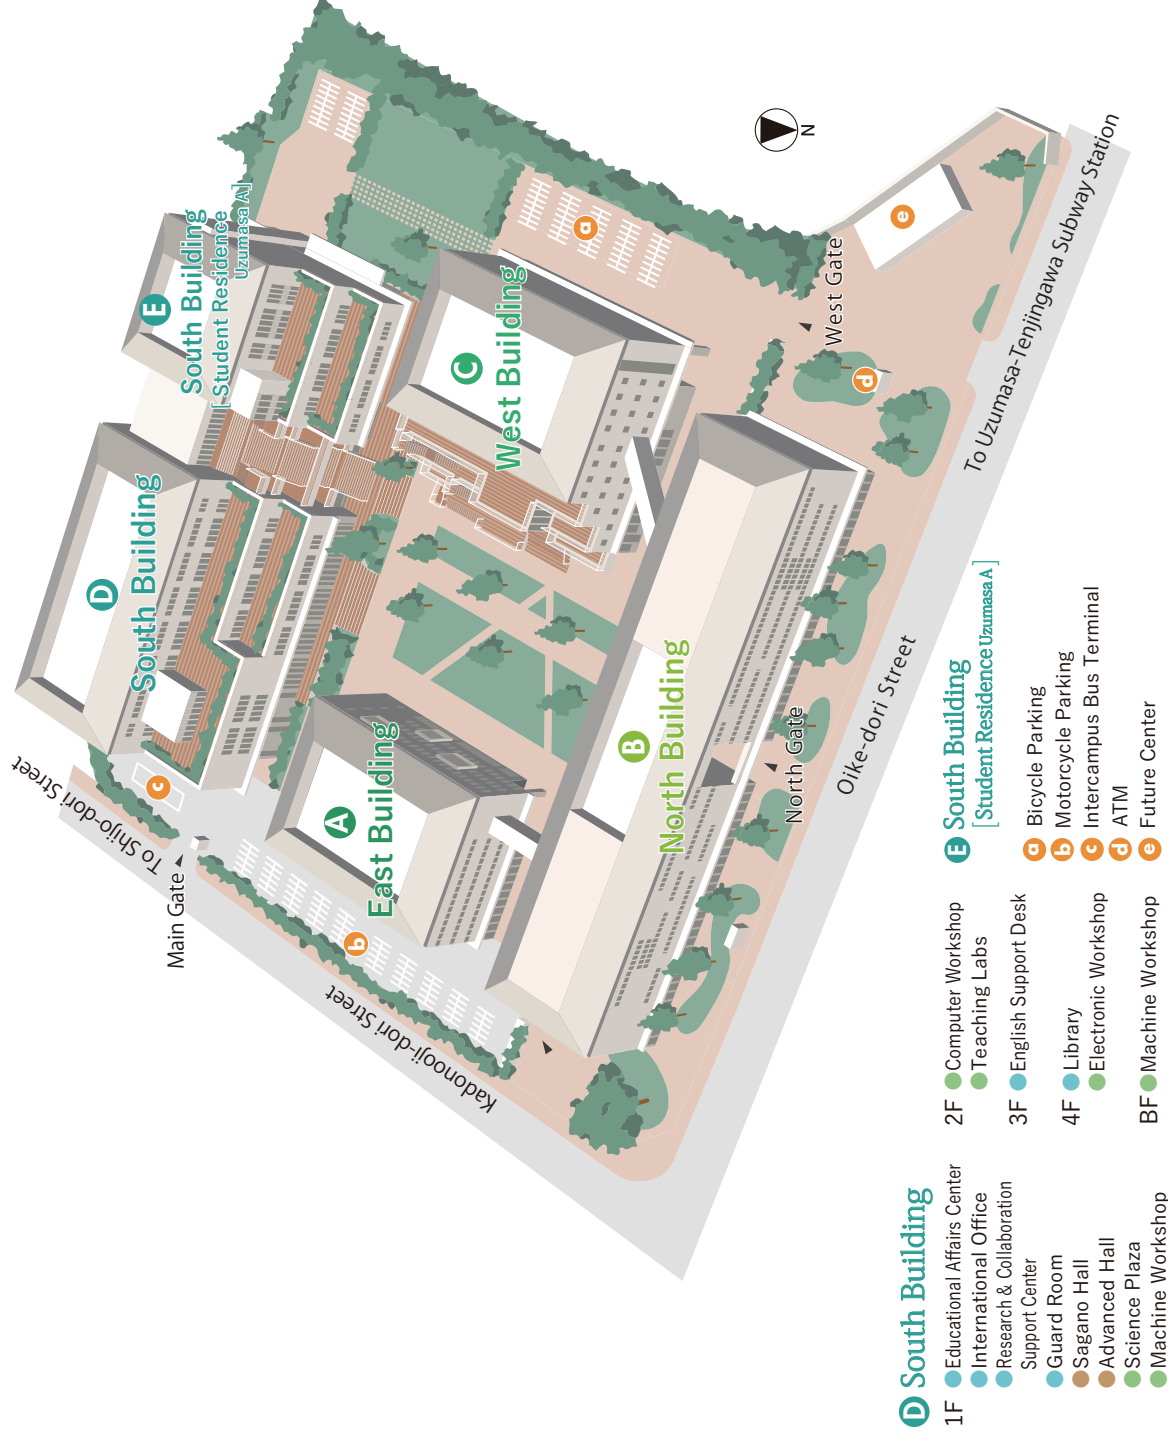 To Shijo-dori Street
Main Gate
Kadonooji-dori Street
c
b
D
South Building
A
East Building
E
South Building
[ Student Residence
Uzumasa A ]
C
West Building
B
North Building
a
N
West Gate
d
e
North Gate
Oike-dori Street
To Uzumasa-Tenjingawa Subway Station
D South Building
1F Educational Affairs Center
International Office
Research & Collaboration
Support Center
Guard Room
Sagano Hall
Advanced Hall
Science Plaza
Machine Workshop
2F Computer Workshop
Teaching Labs
3F English Support Desk
4F Library
Electronic Workshop
BF Machine Workshop
E South Building
[ Student Residence Uzumasa A ]
a Bicycle Parking
b Motorcycle Parking
c Intercampus Bus Terminal
d ATM
e Future Center